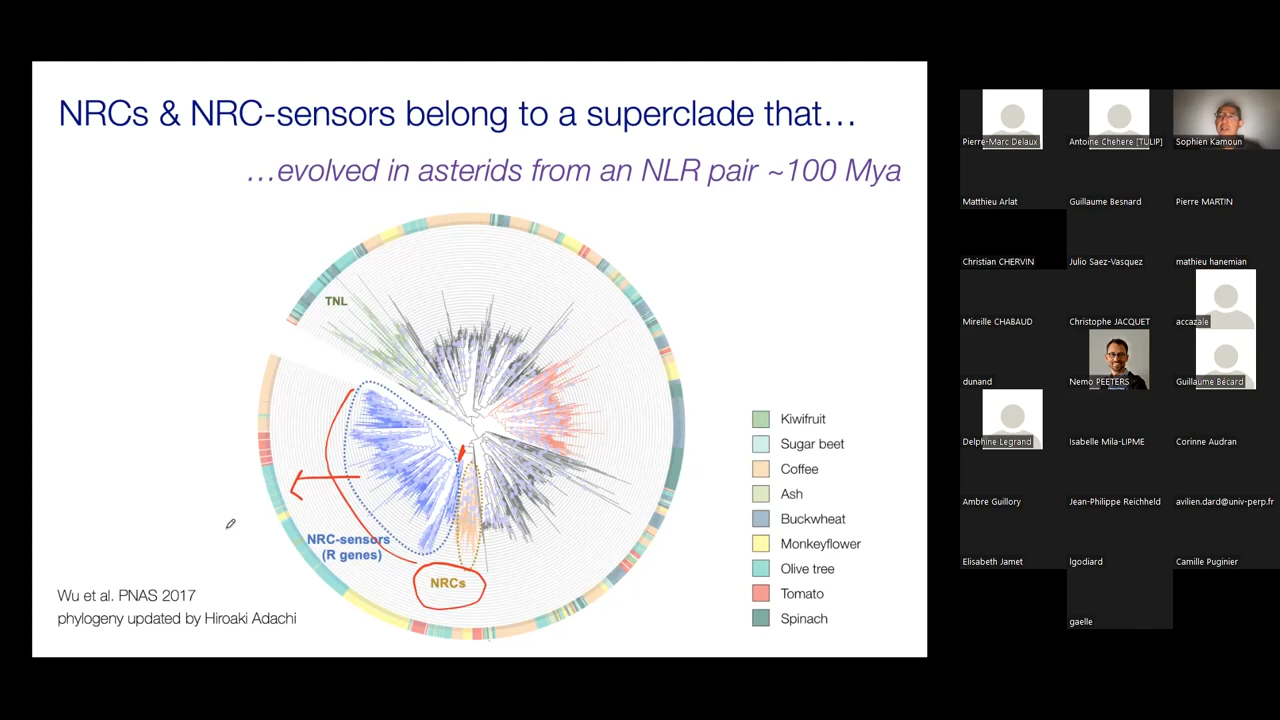 NRCs & NRC-sensors belong to a superclade that…
…evolved in asterids from an NLR pair ~100 Mya
TNL
NRC-sensors
(R genes)
NRCs
Kiwifruit
Sugar beet
Coffee
Ash
Buckwheat
Monkeyflower
Olive tree
Tomato
Spinach
Wu et al. PNAS 2017
phylogeny updated by Hiroaki Adachi
Pierre-Marc Delaux
Antoine Chehere [TULIP]
Sophien Kamoun
Matthieu Arlat
Guillaume Besnard
Pierre MARTIN
Christian CHERVIN
Julio Saez-Vasquez
mathieu hanemian
Mireille CHABAUD
Christophe JACQUET
accazale
dunand
Nemo PEETERS
Guillaume Bécard
Delphine Legrand
Isabelle Mila-LIPME
Corinne Audran
Ambre Guillory
Jean-Philippe Reichheld
avilien.dard@univ-perp.fr
Elisabeth Jamet
lgodiard
Camille Puginier
gaelle